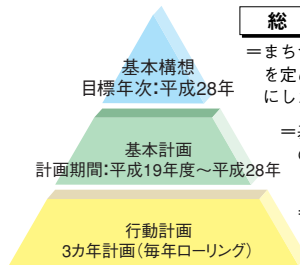 総
基本構想
目標年次：平成28年
＝まち
を定
にしま
基本計画
計画期間：平成19年度～平成28年
＝
の
行動計画
3カ年計画（毎年ローリング）